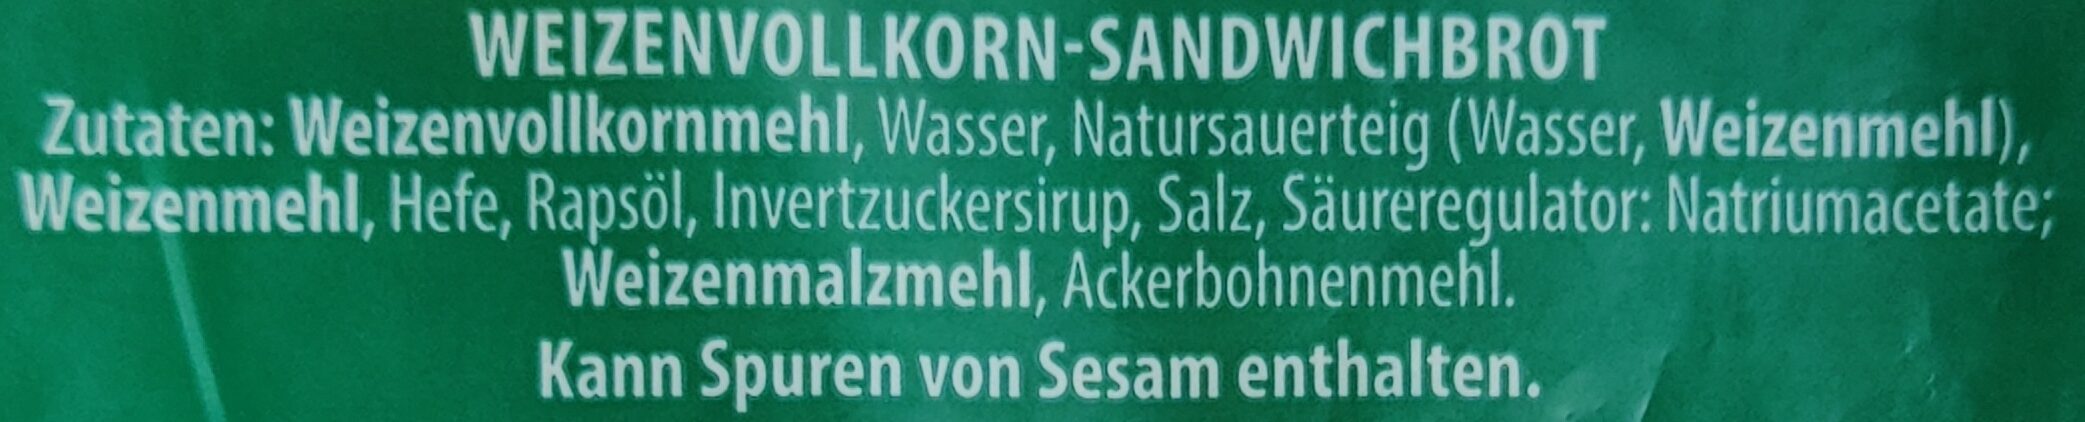 WEIZENVOLLKORN-SANDWICHBROT
Zutaten: Weizenvollkornmehl, Wasser, Natursauerteig (Wasser, Weizenmehl),
Weizenmehl, Hefe, Rapsöl, Invertzuckersirup, Salz, Säureregulator: Natriumacetate;
Weizenmalzmehl, Ackerbohnenmehl.
Kann Spuren von Sesam enthalten.